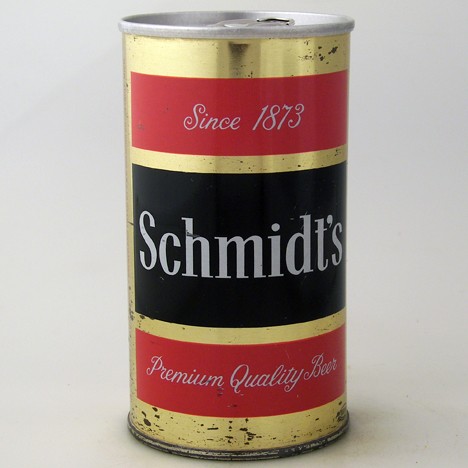 Since 1873
Schmidt's
Premium Quality Beer